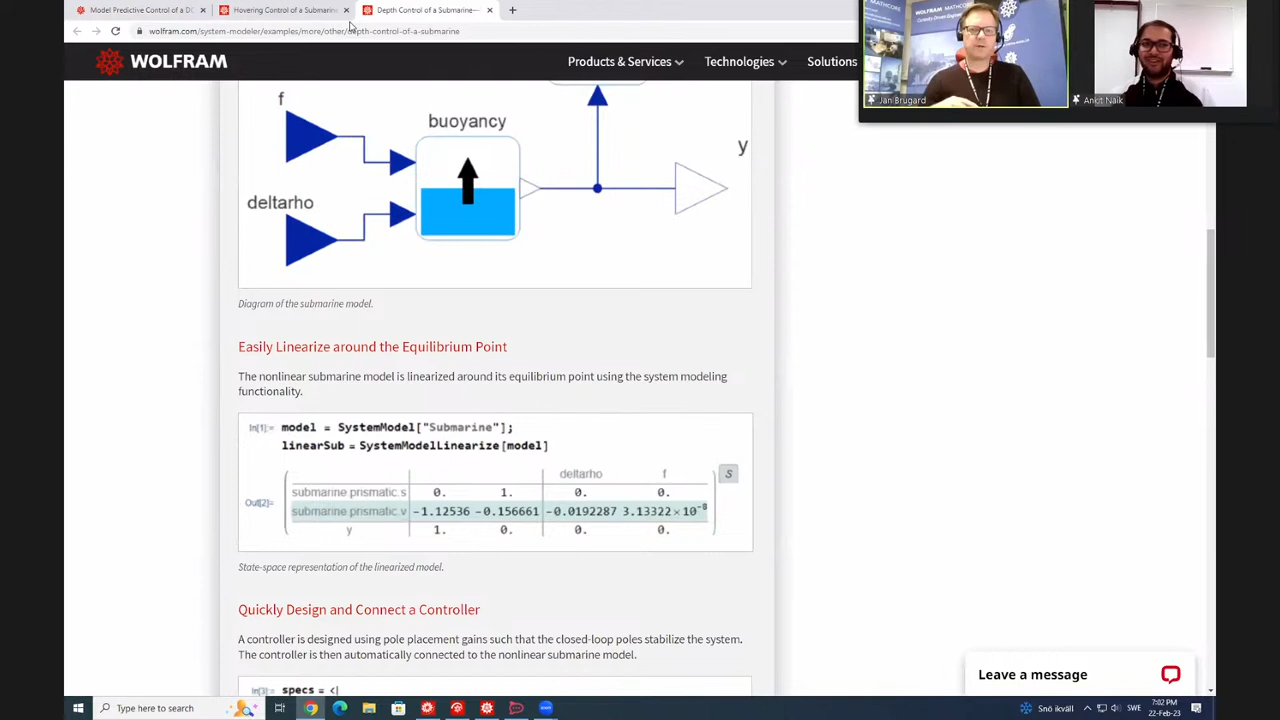 Model Predictive Control of a DC
Hovering Control of a Submarine
Depth Control of a Submarine—
wolfram.com/system-modeler/examples/more/other/depth-control-of-a-submarine
WOLFRAM
Products & Services
Technologies
Solutions
WOLFRAM MATHCORE
Jan Brugard
Ankit Naik
f
buoyancy
y
deltarho
Diagram of the submarine model.
Easily Linearize around the Equilibrium Point
The nonlinear submarine model is linearized around its equilibrium point using the system modeling
functionality.
In[1]:= model = SystemModel["Submarine"];
linearSub = SystemModelLinearize[model]
deltarho f
submarine.prismatic.s 0. 1. 0. 0.
Out[2]= submarine.prismatic.v -1.12536 -0.156661 -0.0192287 3.13322×10⁻⁸
y 1. 0. 0. 0.
S
State-space representation of the linearized model.
Quickly Design and Connect a Controller
A controller is designed using pole placement gains such that the closed-loop poles stabilize the system.
The controller is then automatically connected to the nonlinear submarine model.
In[3]:= specs = <|
Leave a message
Type here to search
Snö ikväll
SWE
7:02 PM
22-Feb-23